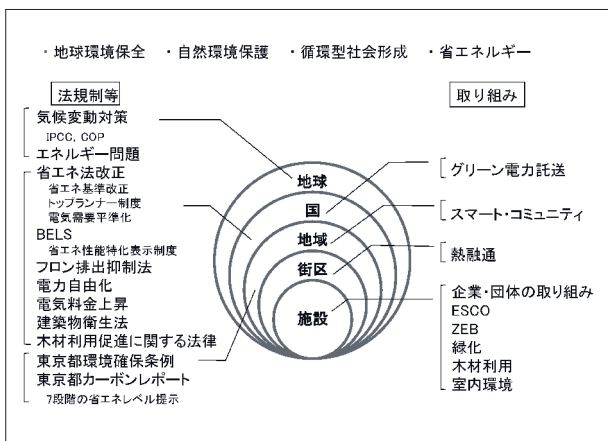 ・地球環境保全　・自然環境保護　・循環型社会形成　・省エネルギー
法規制等
気候変動対策
IPCC, COP
エネルギー問題
省エネ法改正
省エネ基準改正
トップランナー制度
電気需要平準化
BELS
省エネ性能特化表示制度
フロン排出抑制法
電力自由化
電気料金上昇
建築物衛生法
木材利用促進に関する法律
東京都環境確保条例
東京都カーボンレポート
7段階の省エネレベル提示
地球
国
地域
街区
施設
取り組み
グリーン電力託送
スマート・コミュニティ
熱融通
企業・団体の取り組み
ESCO
ZEB
緑化
木材利用
室内環境